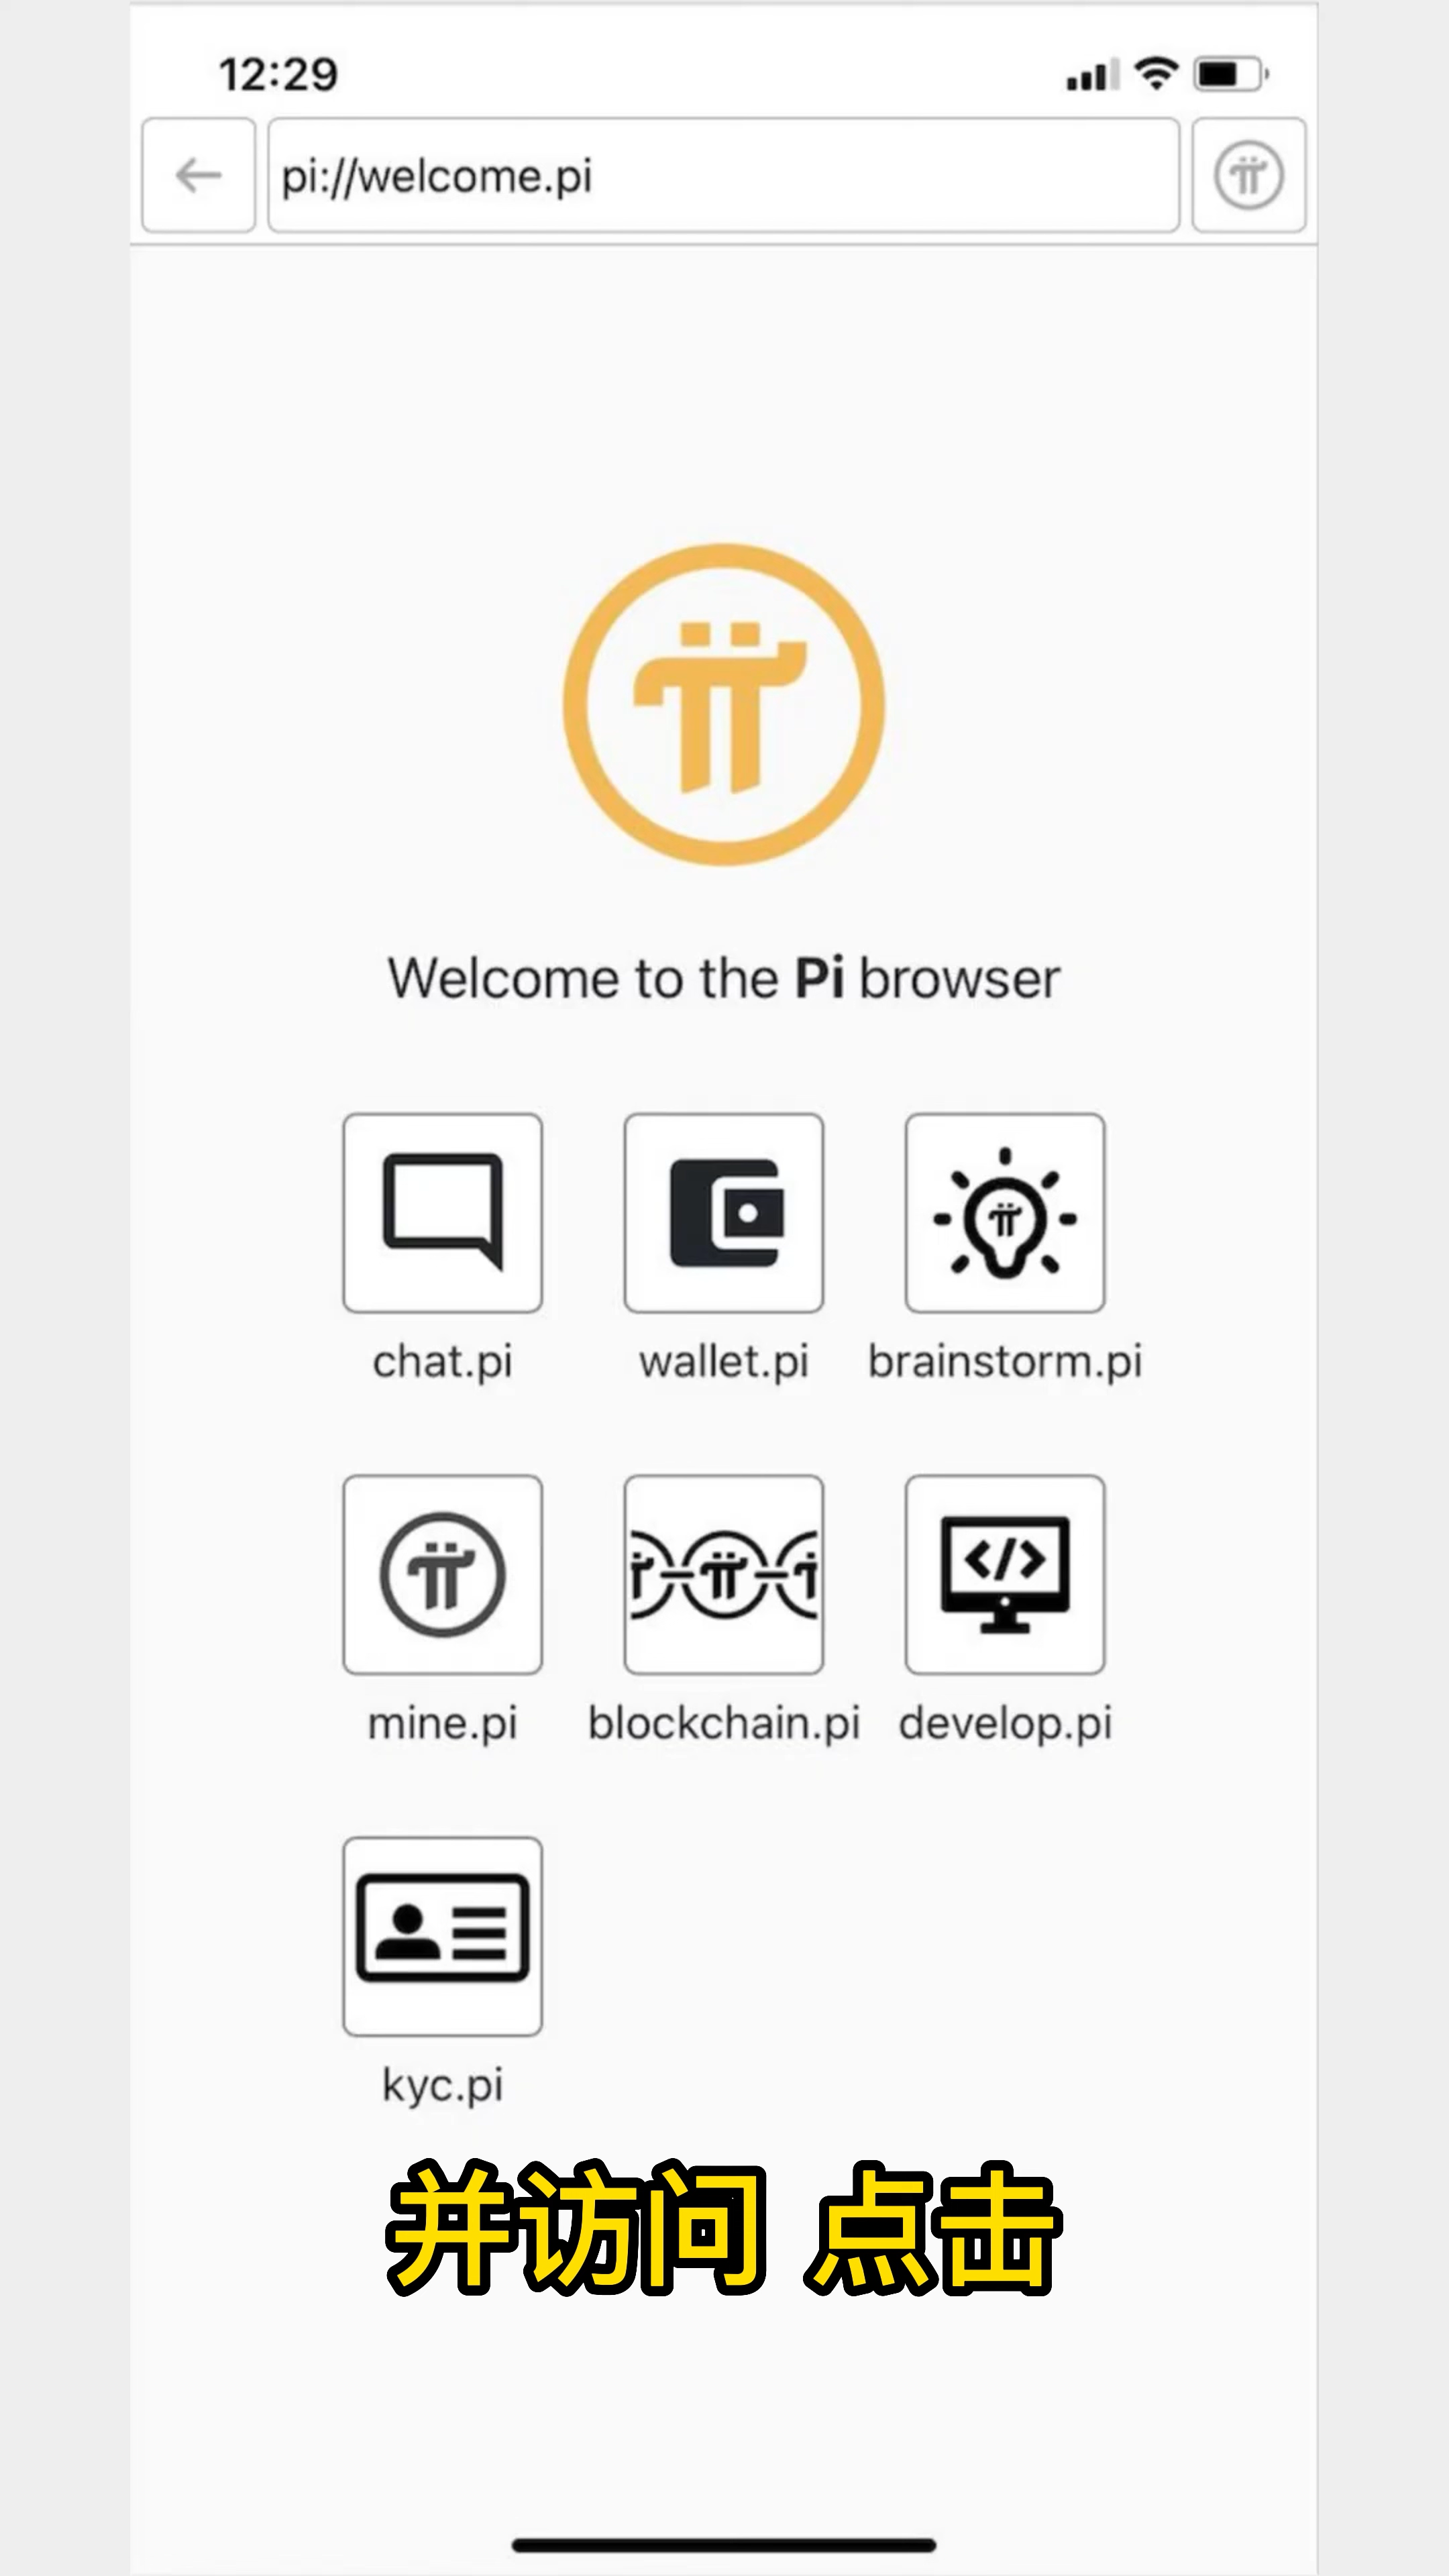 12:29
pi://welcome.pi
Welcome to the Pi browser
chat.pi
wallet.pi
brainstorm.pi
mine.pi
blockchain.pi
develop.pi
kyc.pi
并访问 点击